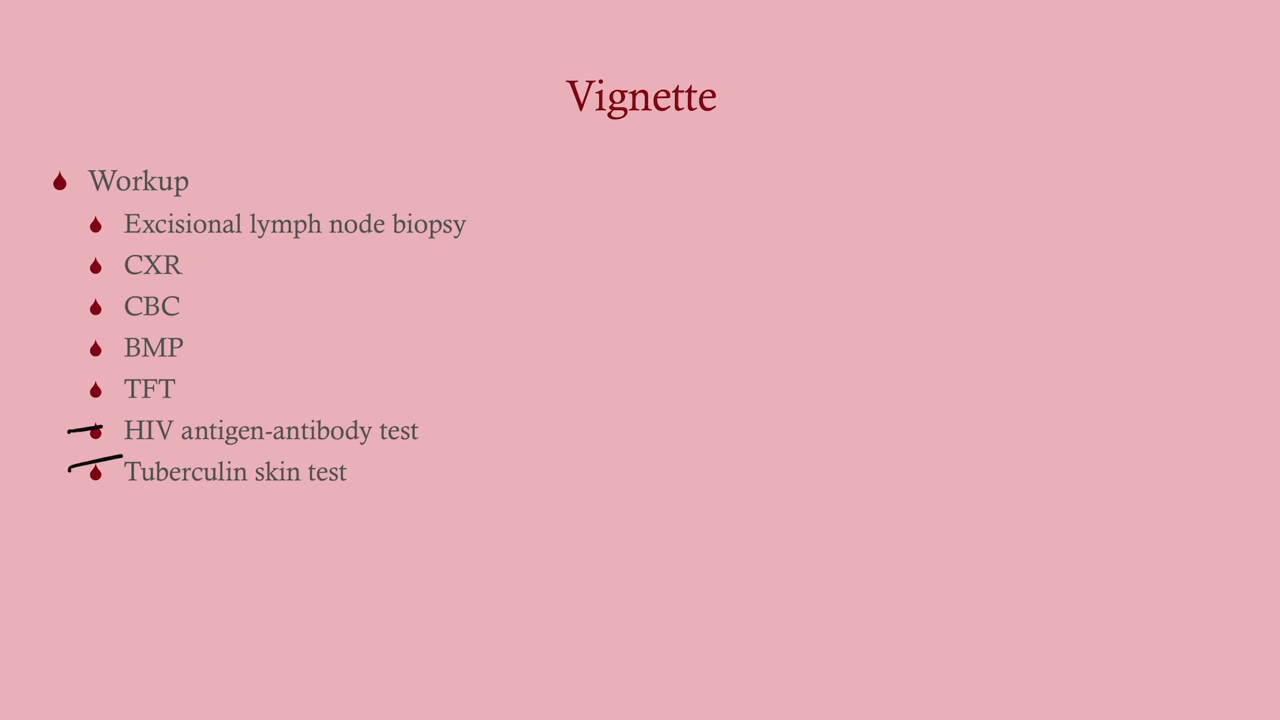 Vignette
Workup
Excisional lymph node biopsy
CXR
CBC
BMP
TFT
HIV antigen-antibody test
Tuberculin skin test